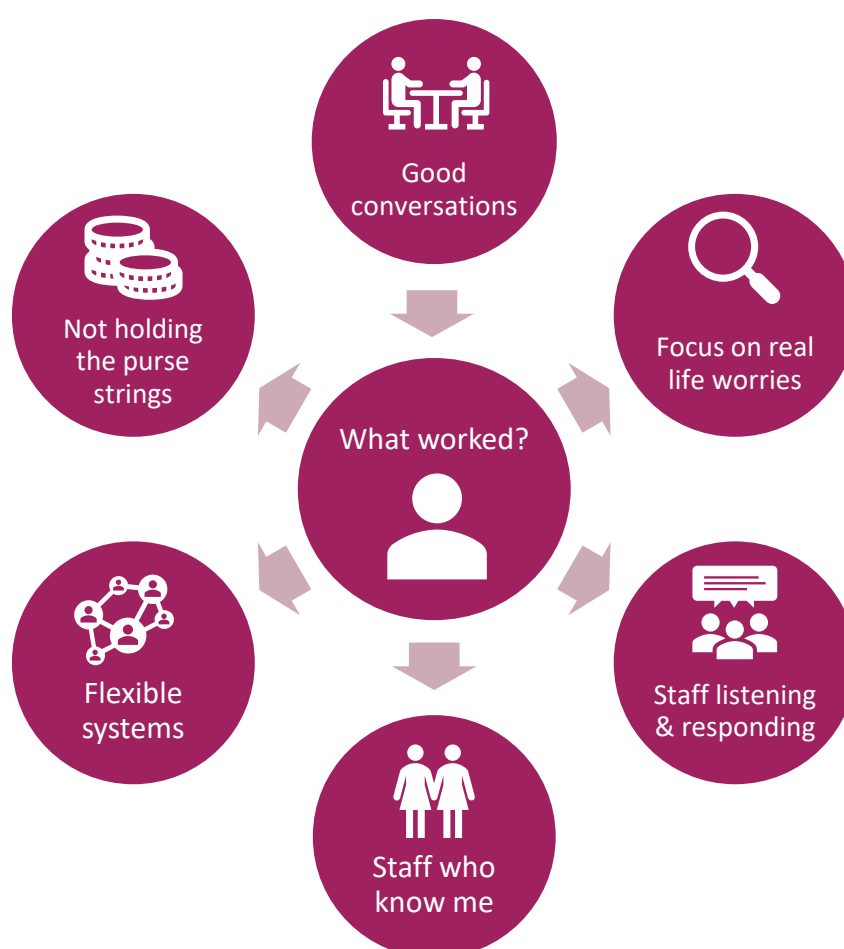 Good
conversations
Focus on real
life worries
Staff listening
& responding
Staff who
know me
Flexible
systems
Not holding
the purse
strings
What worked?